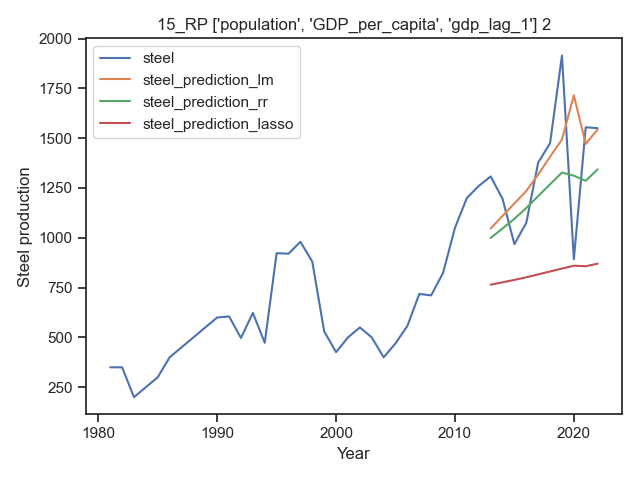 15_RP ['population', 'GDP_per_capita', 'gdp_lag_1'] 2
steel
steel_prediction_lm
steel_prediction_rr
steel_prediction_lasso
Steel production
2000
1750
1500
1250
1000
750
500
250
1980
1990
2000
2010
2020
Year